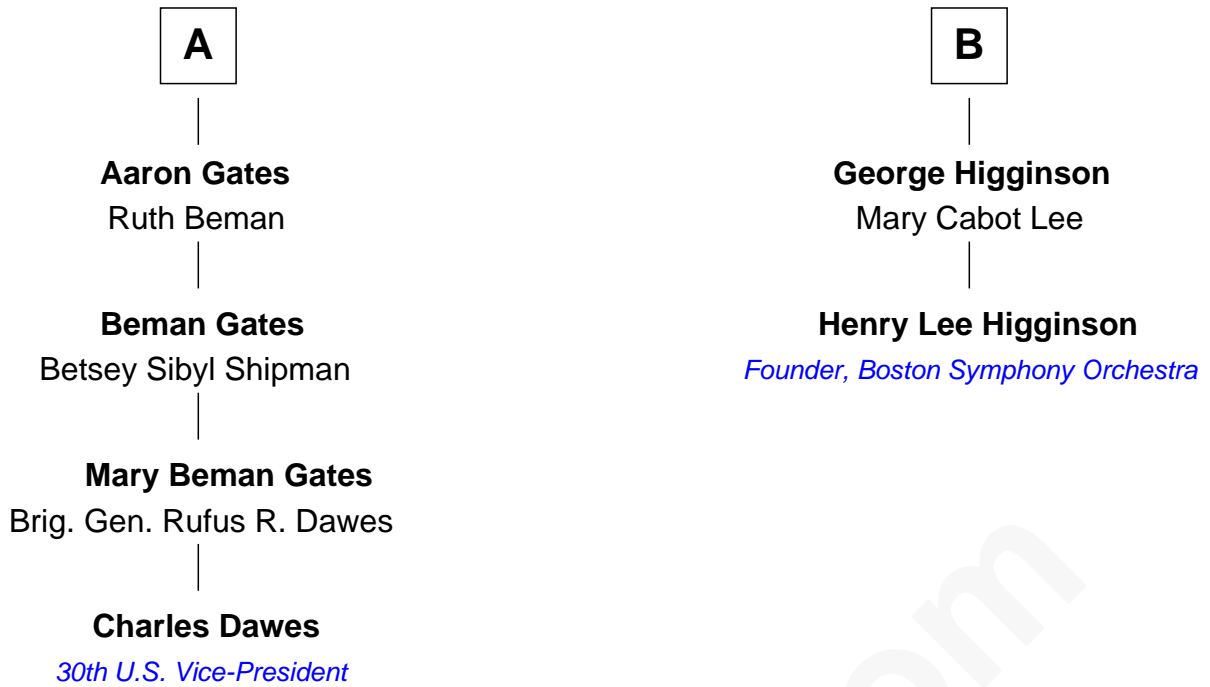 A
Aaron Gates
Ruth Beman
Beman Gates
Betsey Sibyl Shipman
Mary Beman Gates
Brig. Gen. Rufus R. Dawes
Charles Dawes
30th U.S. Vice-President
B
George Higginson
Mary Cabot Lee
Henry Lee Higginson
Founder, Boston Symphony Orchestra
om